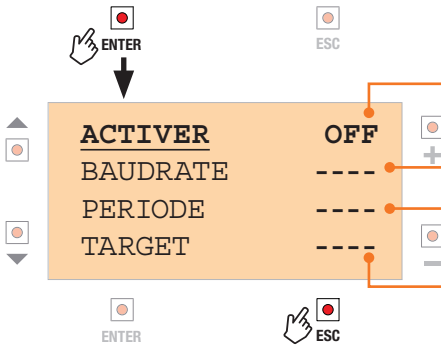 ENTER
ESC
ACTIVER OFF
BAUDRATE ----
PERIODE ----
TARGET ----
+
-
ENTER
ESC